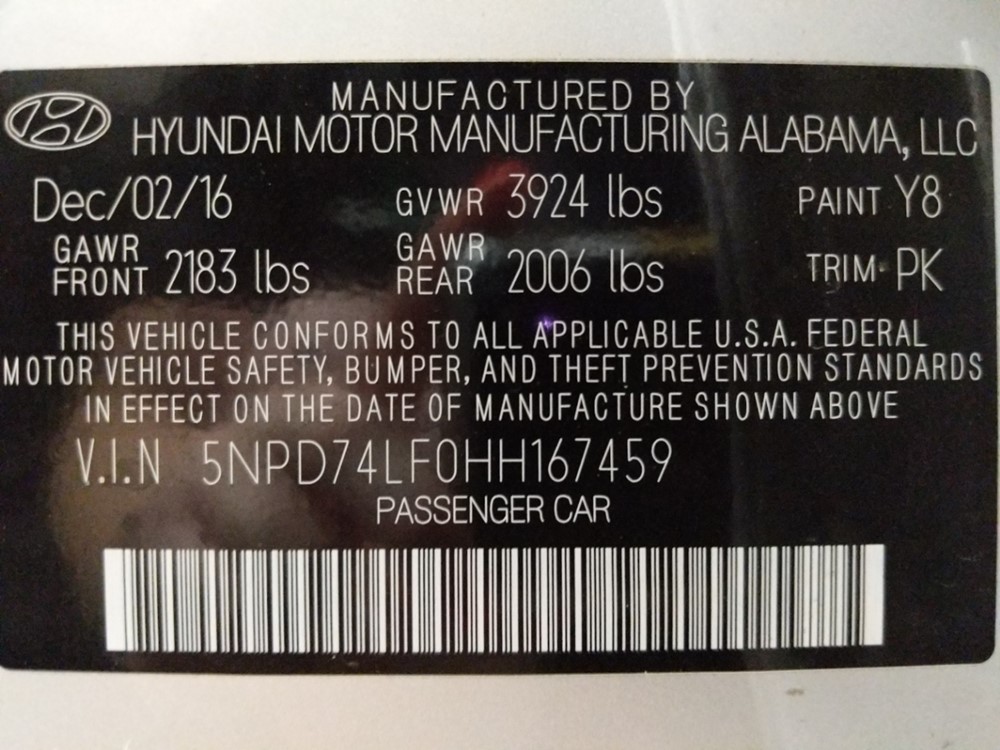 MANUFACTURED BY
HYUNDAI MOTOR MANUFACTURING ALABAMA, LLC
Dec/02/16 GVWR 3924 lbs PAINT Y8
GAWR FRONT 2183 lbs GAWR REAR 2006 lbs TRIM PK
THIS VEHICLE CONFORMS TO ALL APPLICABLE U.S.A. FEDERAL
MOTOR VEHICLE SAFETY, BUMPER, AND THEFT PREVENTION STANDARDS
IN EFFECT ON THE DATE OF MANUFACTURE SHOWN ABOVE
V.I.N 5NPD74LF0HH167459
PASSENGER CAR